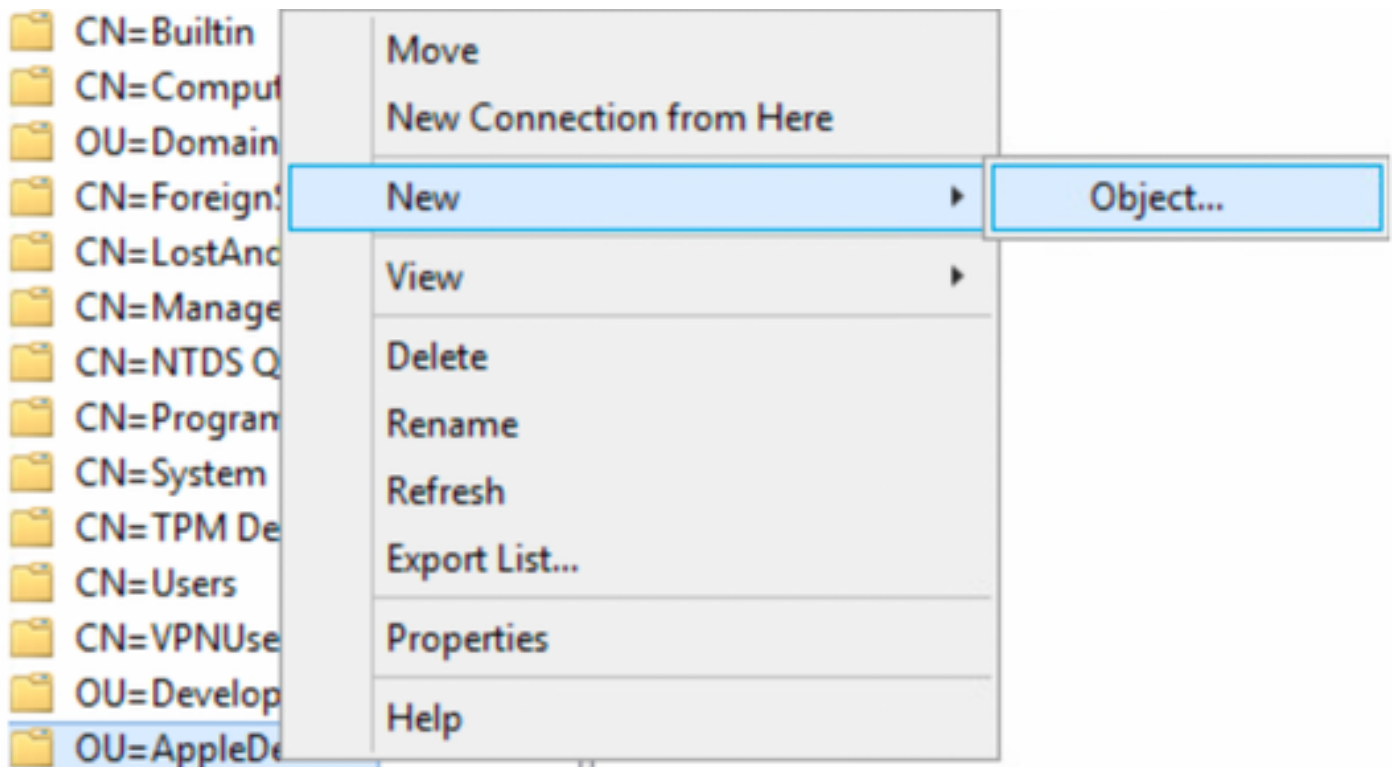 CN=Builtin
CN=Comput
OU=Domain
CN=Foreign
CN=LostAnd
CN=Manage
CN=NTDS Q
CN=Program
CN=System
CN=TPM De
CN=Users
CN=VPNUse
OU=Develop
OU=AppleDe
Move
New Connection from Here
New
Object...
View
Delete
Rename
Refresh
Export List...
Properties
Help